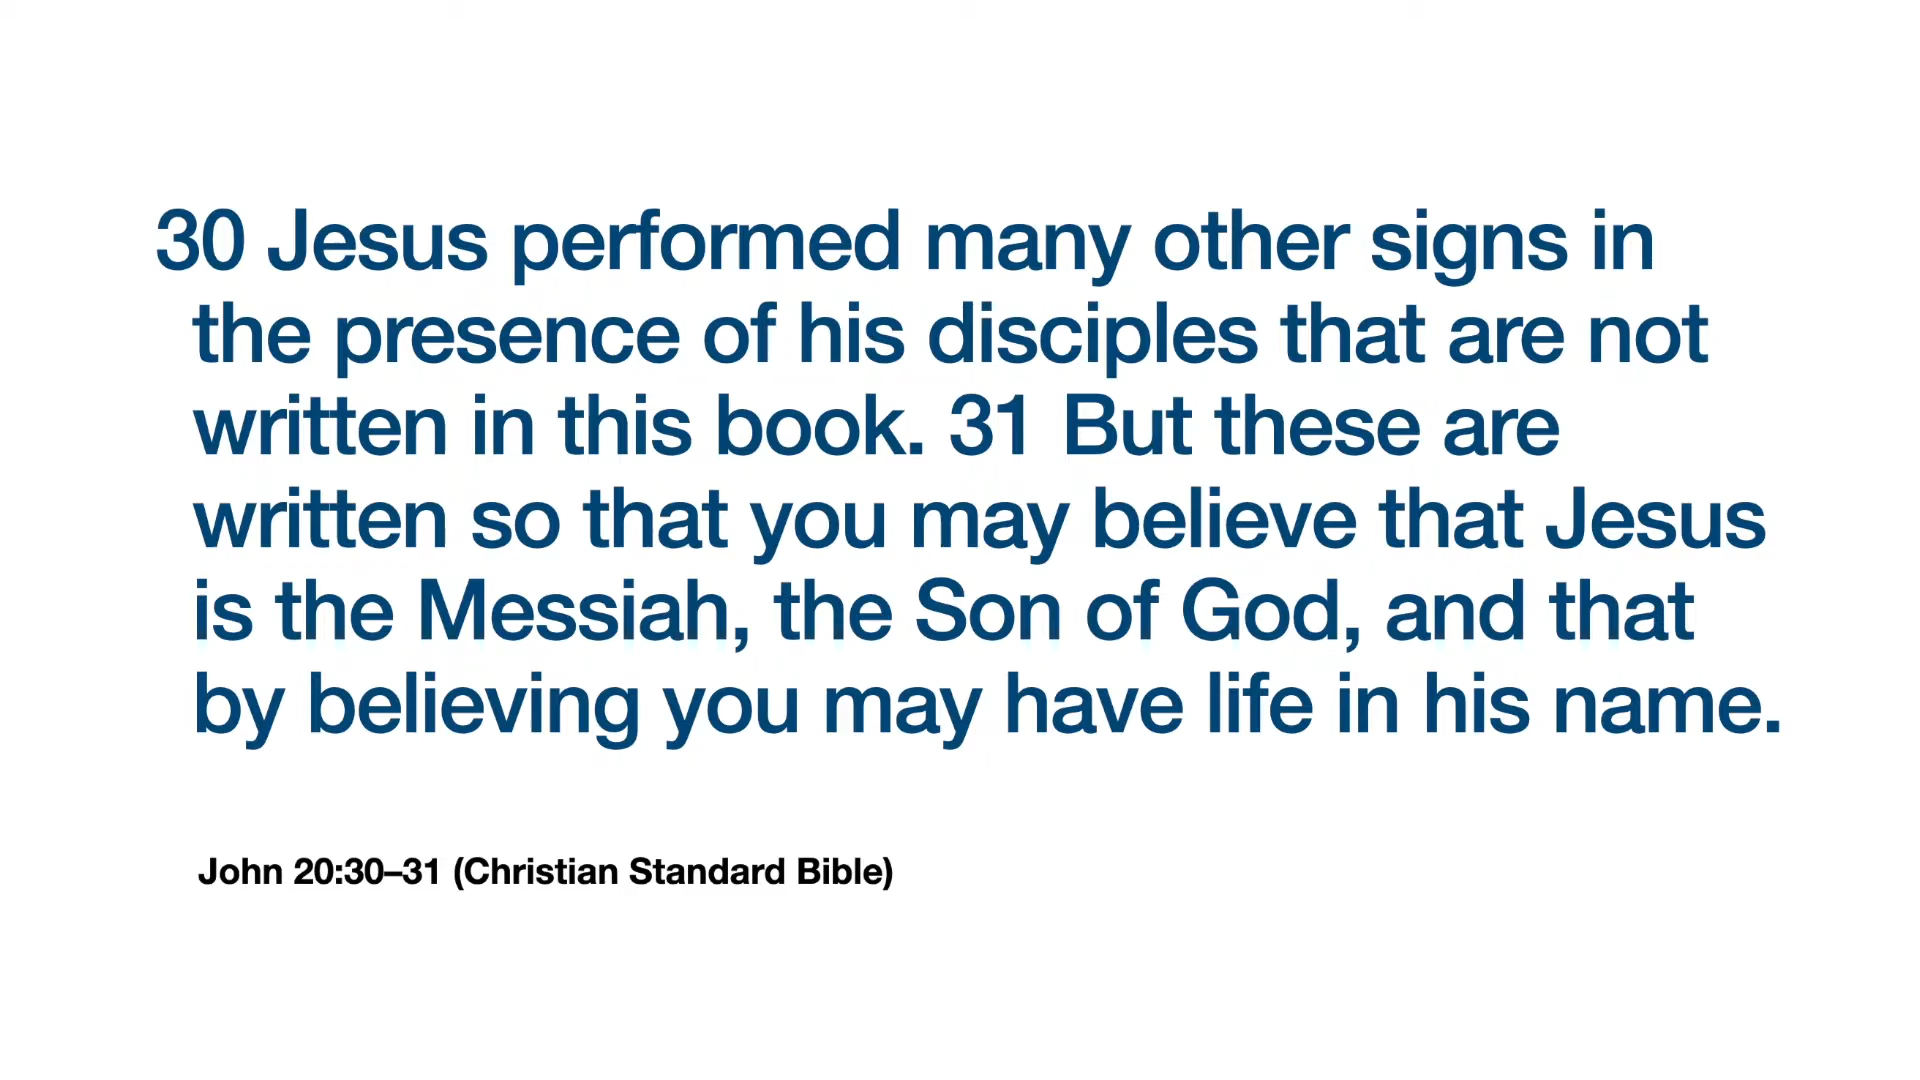 30 Jesus performed many other signs in
the presence of his disciples that are not
written in this book. 31 But these are
written so that you may believe that Jesus
is the Messiah, the Son of God, and that
by believing you may have life in his name.
John 20:30–31 (Christian Standard Bible)